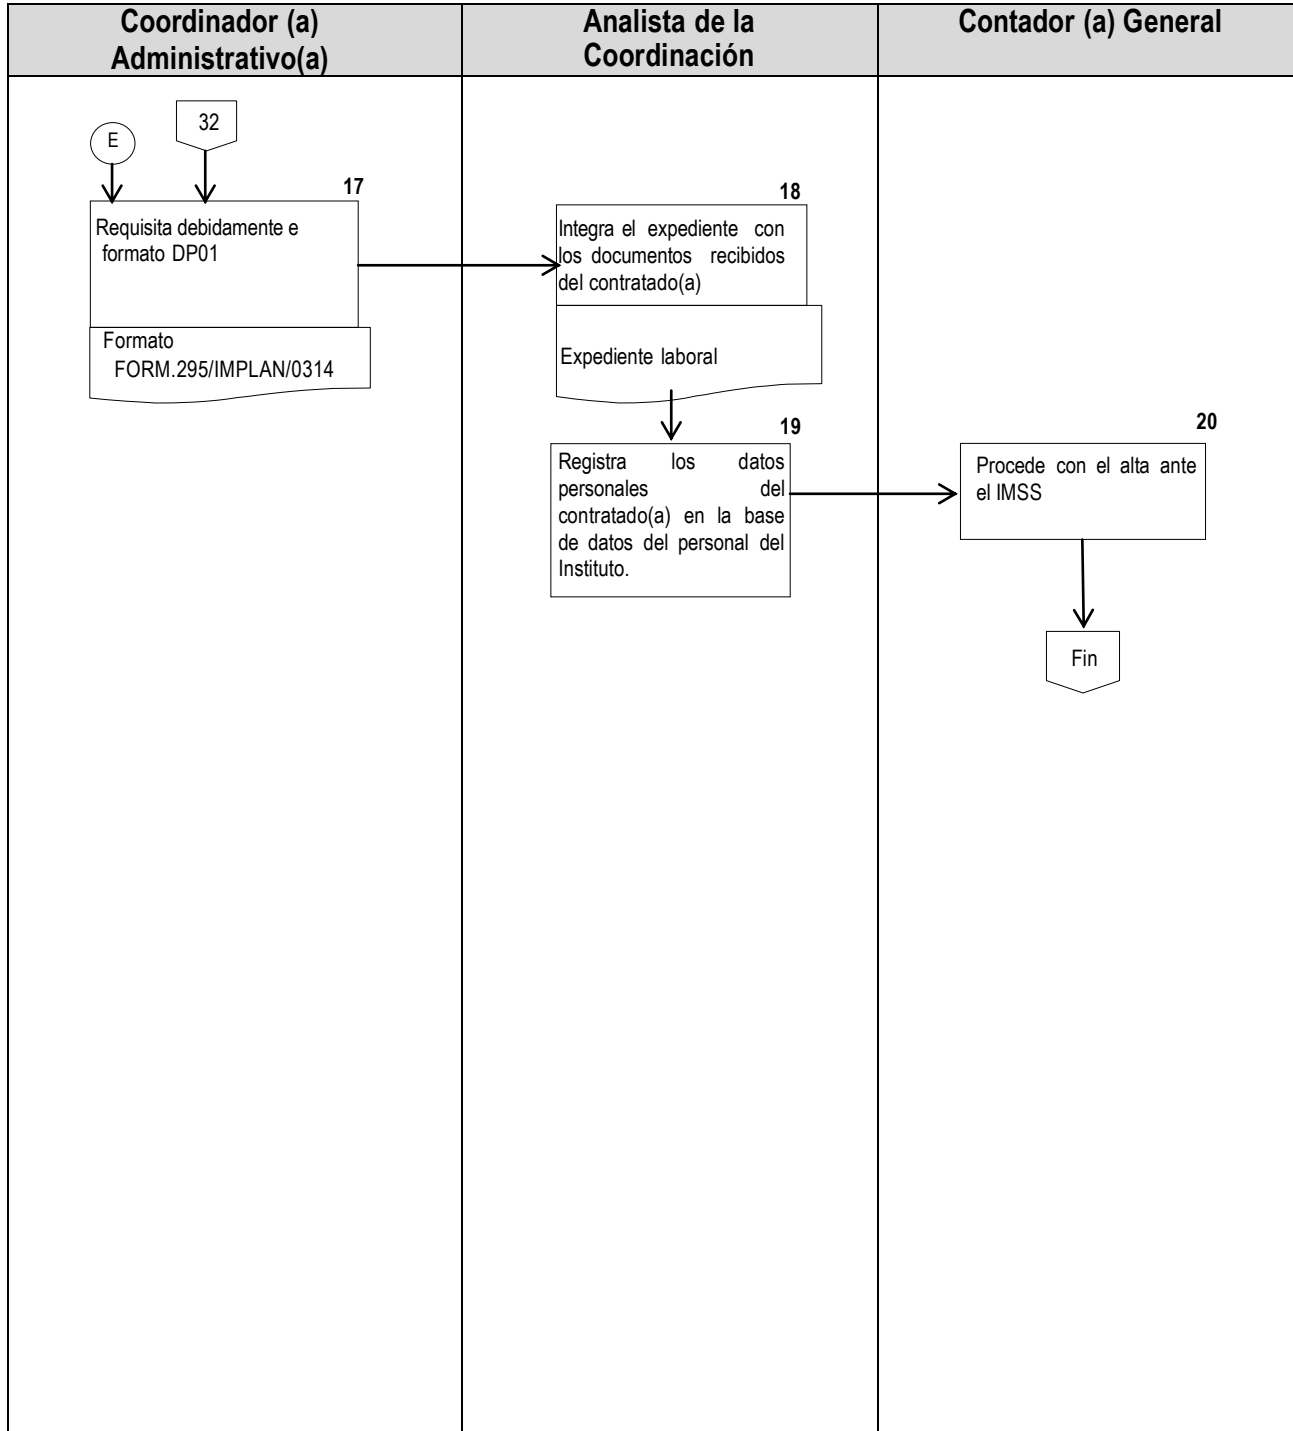 Coordinador (a)
Administrativo(a)
Analista de la
Coordinación
Contador (a) General
E
32
17
Requisita debidamente e
formato DP01
Formato
FORM.295/IMPLAN/0314
18
Integra el expediente con
los documentos recibidos
del contratado(a)
Expediente laboral
19
Registra los datos
personales del
contratado(a) en la base
de datos del personal del
Instituto.
20
Procede con el alta ante
el IMSS
Fin